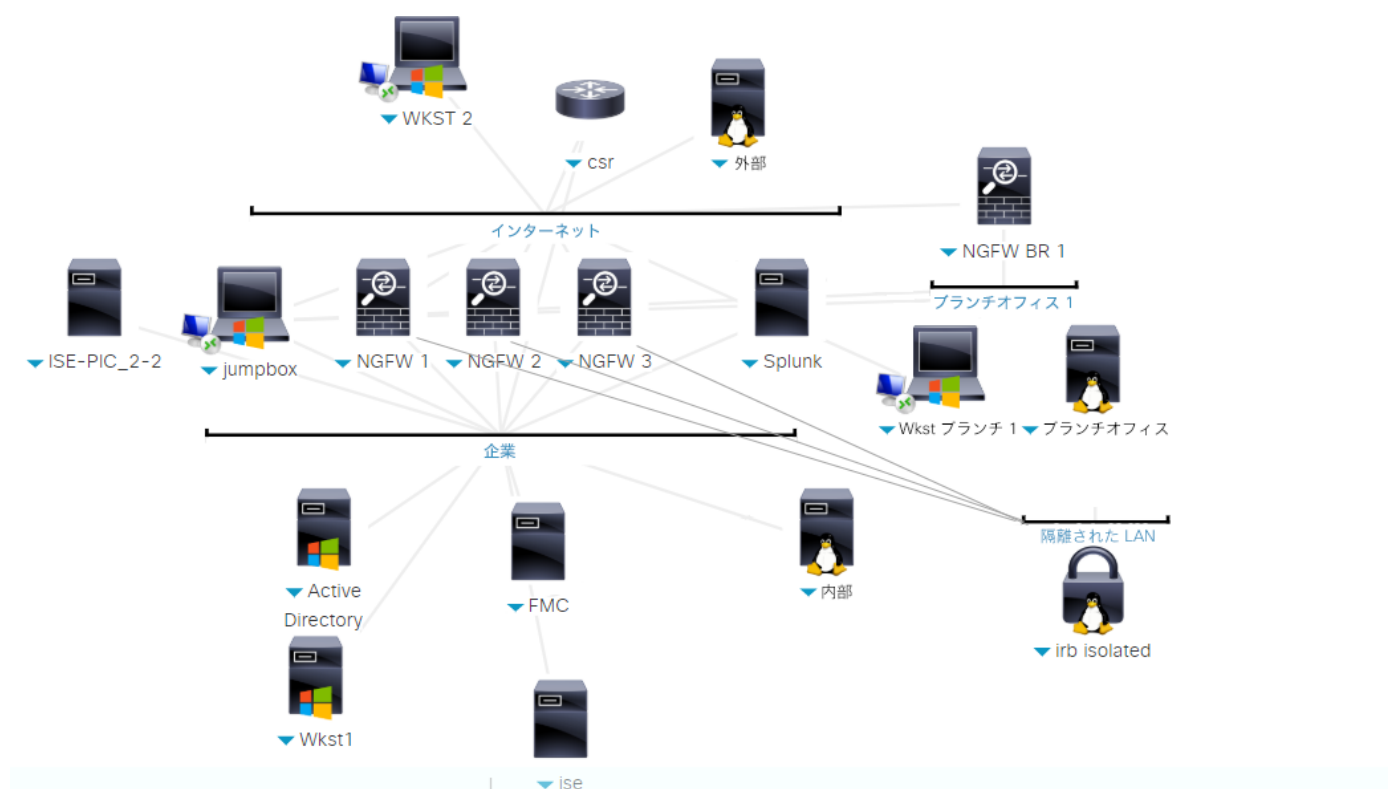 WKST 2
csr
外部
インターネット
NGFW BR 1
ブランチオフィス 1
ISE-PIC_2-2
jumpbox
NGFW 1
NGFW 2
NGFW 3
Splunk
Wkst ブランチ 1
ブランチオフィス
企業
隔離された LAN
Active
Directory
FMC
内部
irb isolated
Wkst1
ise